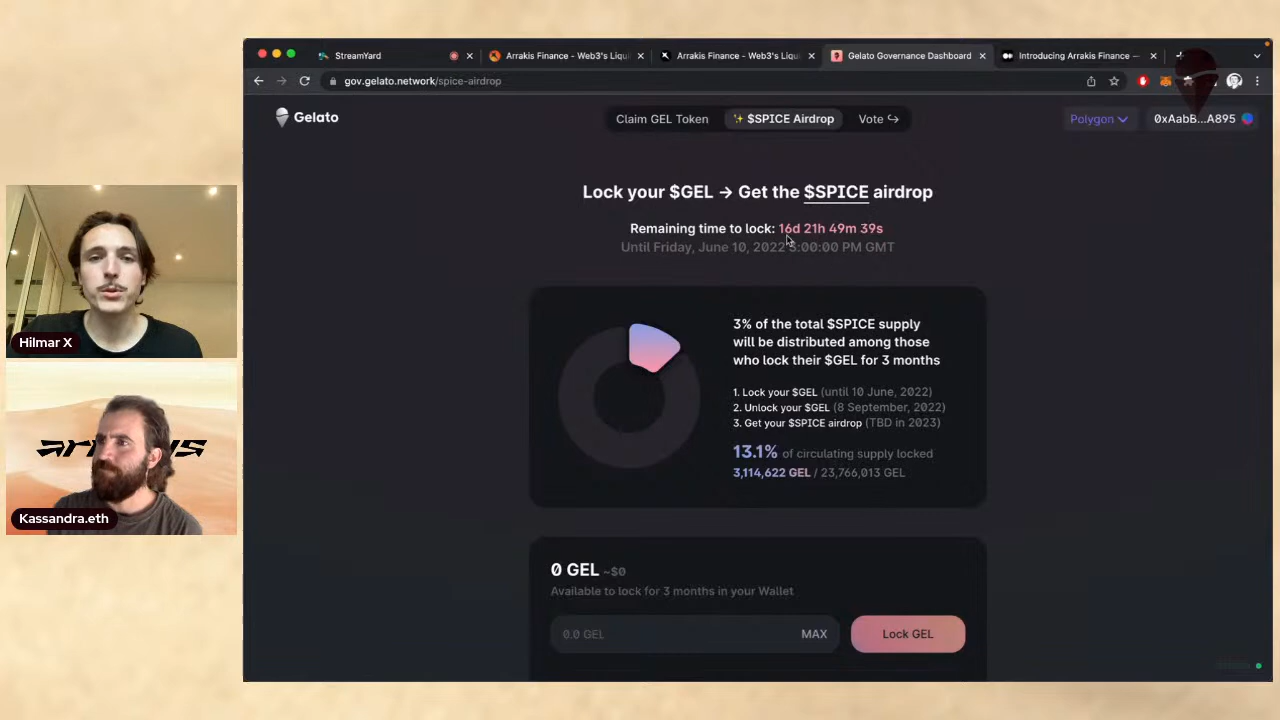 StreamYard
Arrakis Finance - Web3's Liqu
Arrakis Finance - Web3's Liqu
Gelato Governance Dashboard
Introducing Arrakis Finance —
gov.gelato.network/spice-airdrop
Gelato
Claim GEL Token
✨ $SPICE Airdrop
Vote ↪
Polygon
0xAabB...A895
Lock your $GEL → Get the $SPICE airdrop
Remaining time to lock: 16d 21h 49m 39s
Until Friday, June 10, 2022 3:00:00 PM GMT
3% of the total $SPICE supply
will be distributed among those
who lock their $GEL for 3 months
1. Lock your $GEL (until 10 June, 2022)
2. Unlock your $GEL (8 September, 2022)
3. Get your $SPICE airdrop (TBD in 2023)
13.1% of circulating supply locked
3,114,622 GEL / 23,766,013 GEL
0 GEL ~$0
Available to lock for 3 months in your Wallet
0.0 GEL
MAX
Lock GEL
Hilmar X
Kassandra.eth